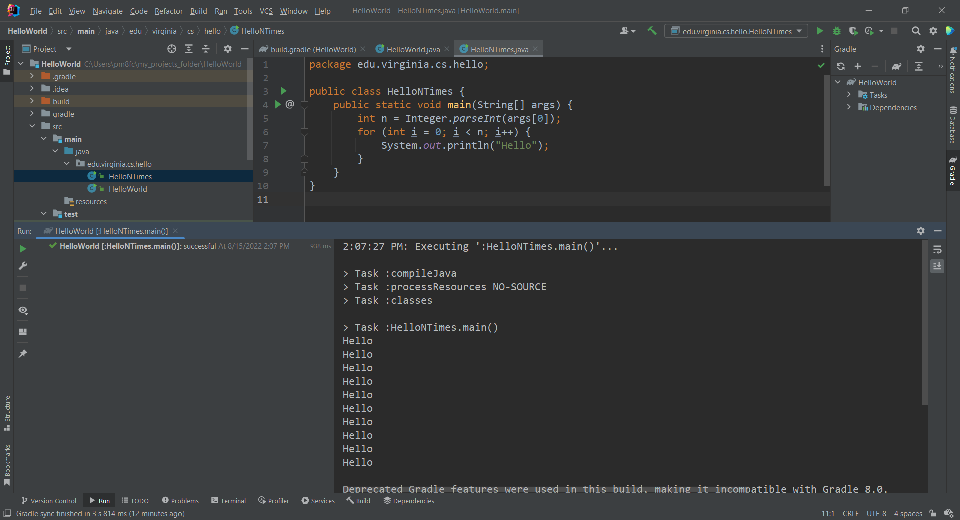 File Edit View Navigate Code Refactor Build Run Tools VCS Window Help HelloWorld - HelloNTimes.java [HelloWorld.main]
HelloWorld src main java edu virginia cs hello HelloNTimes edu.virginia.cs.hello.HelloNTimes
Project build.gradle (HelloWorld) HelloWorld.java HelloNTimes.java Gradle
HelloWorld C:\Users\pm8fc\my_projects_folder\HelloWorld
.gradle
.idea
build
gradle
src
main
java
edu.virginia.cs.hello
HelloNTimes
HelloWorld
resources
test
1 package edu.virginia.cs.hello;
2
3 public class HelloNTimes {
4 @ public static void main(String[] args) {
5 int n = Integer.parseInt(args[0]);
6 for (int i = 0; i < n; i++) {
7 System.out.println("Hello");
8 }
9 }
10 }
11
HelloWorld
Tasks
Dependencies
Notifications
Database
Gradle
Run: HelloWorld [:HelloNTimes.main()]
HelloWorld [:HelloNTimes.main()]: successful At 8/15/2022 2:07 PM
2:07:27 PM: Executing ':HelloNTimes.main()'...
> Task :compileJava
> Task :processResources NO-SOURCE
> Task :classes
> Task :HelloNTimes.main()
Hello
Hello
Hello
Hello
Hello
Hello
Hello
Hello
Hello
Hello
Deprecated Gradle features were used in this build, making it incompatible with Gradle 8.0.
Version Control Run TODO Problems Terminal Profiler Services Build Dependencies
Gradle sync finished in 3 s 814 ms (12 minutes ago) 11:1 CRLF UTF-8 4 spaces